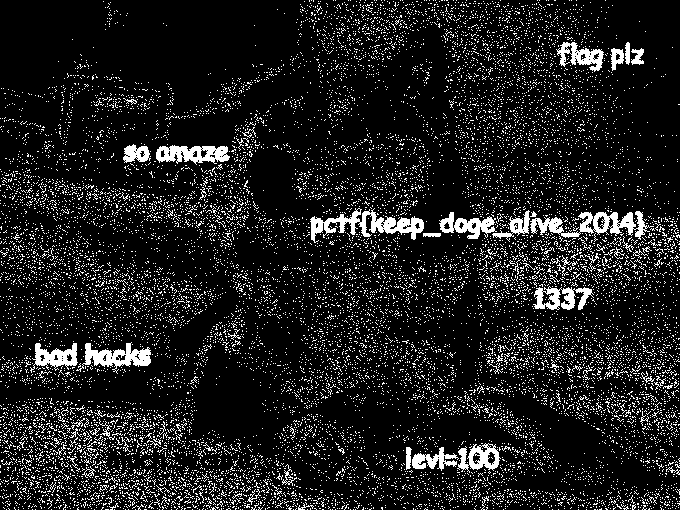 flag plz
so amaze
pctf{keep_doge_alive_2014}
1337
bad hacks
levl=100